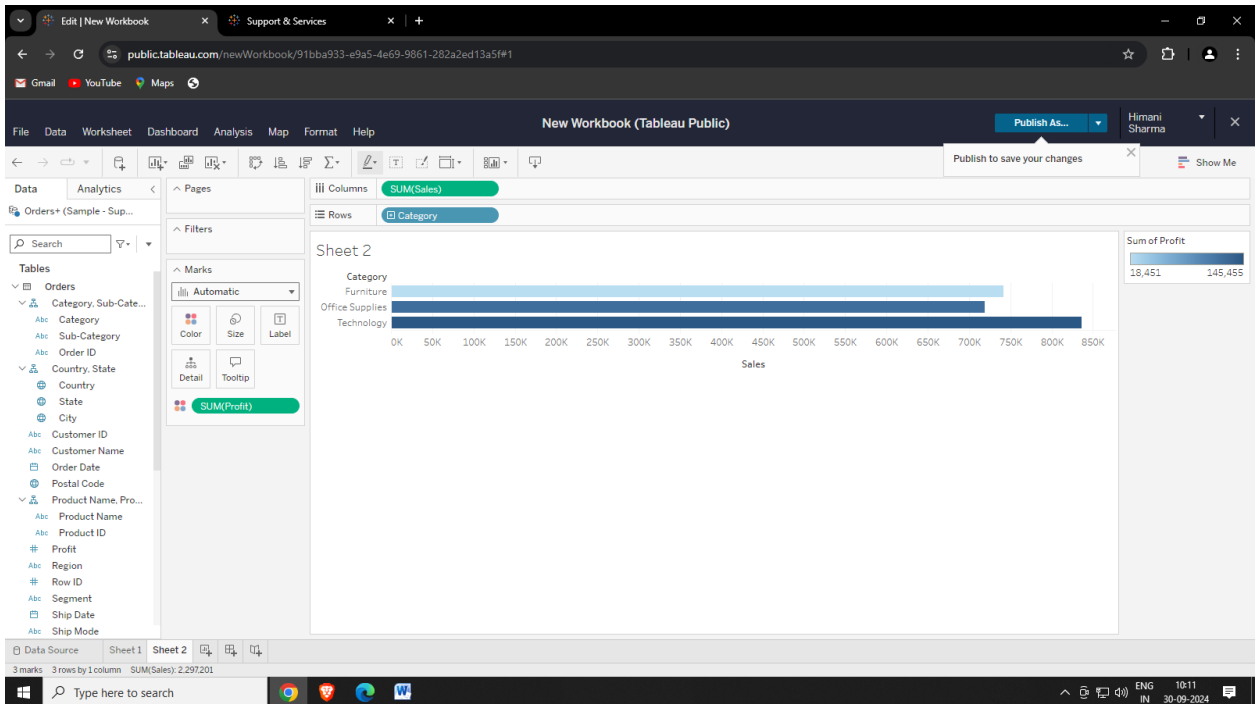 Edit | New Workbook
Support & Services
public.tableau.com/newWorkbook/91bba933-e9a5-4e69-9861-282a2ed13a5f#1
Gmail YouTube Maps
New Workbook (Tableau Public)
Publish As...
Himani Sharma
File Data Worksheet Dashboard Analysis Map Format Help
Publish to save your changes
Show Me
Data Analytics
Pages
Columns SUM(Sales)
Orders+ (Sample - Sup...
Rows Category
Filters
Search
Sheet 2
Sum of Profit
18,451 145,455
Tables
Orders
Category, Sub-Cate...
Category
Sub-Category
Order ID
Country, State
Country
State
City
Customer ID
Customer Name
Order Date
Postal Code
Product Name, Pro...
Product Name
Product ID
Profit
Region
Row ID
Segment
Ship Date
Ship Mode
Marks
Automatic
Color Size Label
Detail Tooltip
SUM(Profit)
Category
Furniture
Office Supplies
Technology
0K 50K 100K 150K 200K 250K 300K 350K 400K 450K 500K 550K 600K 650K 700K 750K 800K 850K
Sales
Data Source Sheet 1 Sheet 2
3 marks 3 rows by 1 column SUM(Sales): 2,297,201
Type here to search
ENG
IN
10:11
30-09-2024